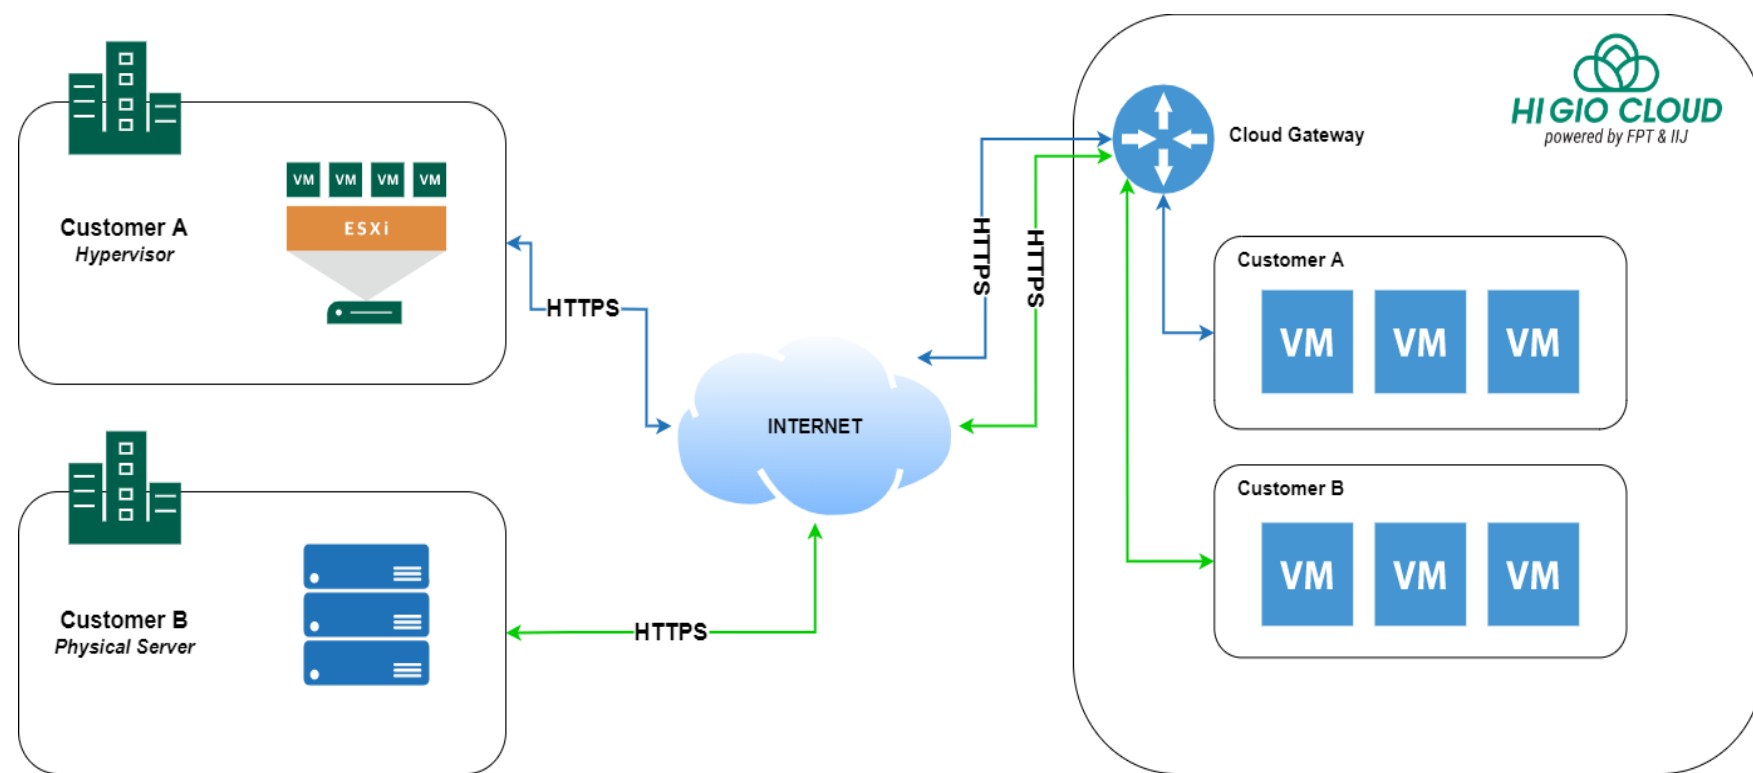 Customer A
Hypervisor
VM VM VM VM
ESXi
HTTPS
Customer B
Physical Server
HTTPS
INTERNET
HTTPS
HTTPS
Cloud Gateway
HI GIO CLOUD
powered by FPT & IIJ
Customer A
VM VM VM
Customer B
VM VM VM